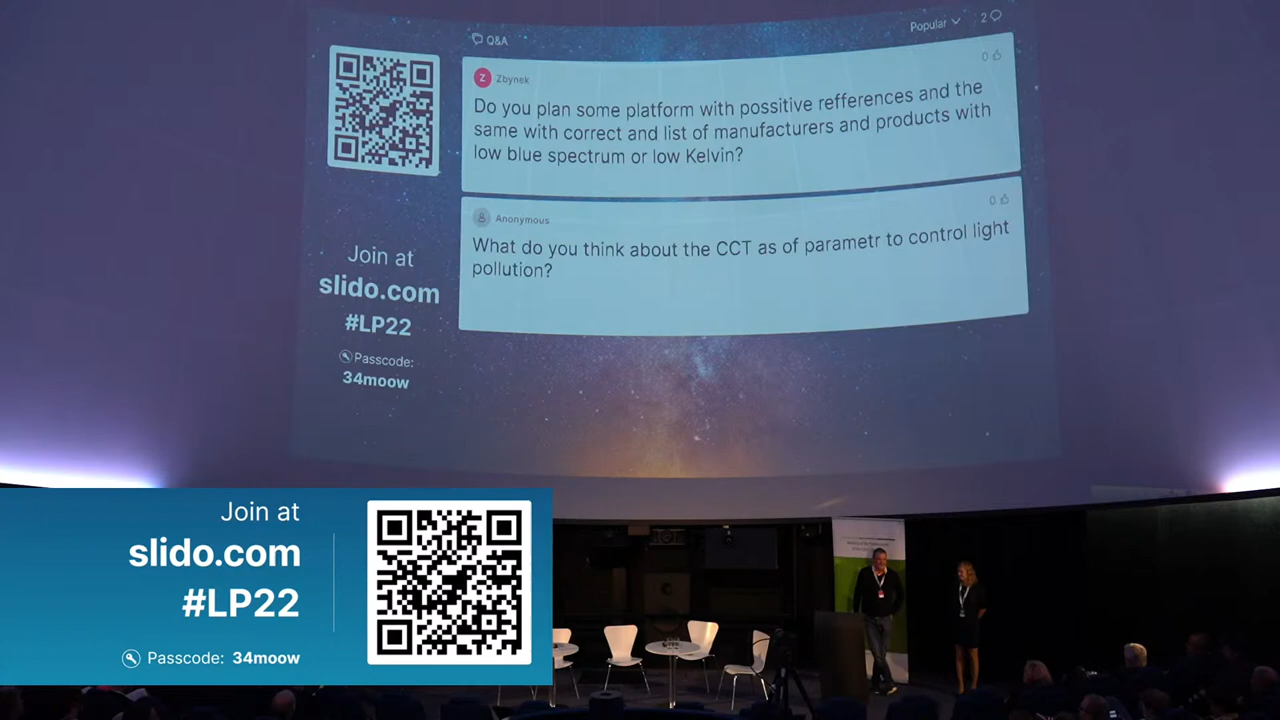 Q&A
Popular
2
Z
Zbynek
0
Do you plan some platform with possitive refferences and the
same with correct and list of manufacturers and products with
low blue spectrum or low Kelvin?
Anonymous
0
What do you think about the CCT as of parametr to control light
pollution?
Join at
slido.com
#LP22
Passcode:
34moow
Join at
slido.com
#LP22
Passcode: 34moow